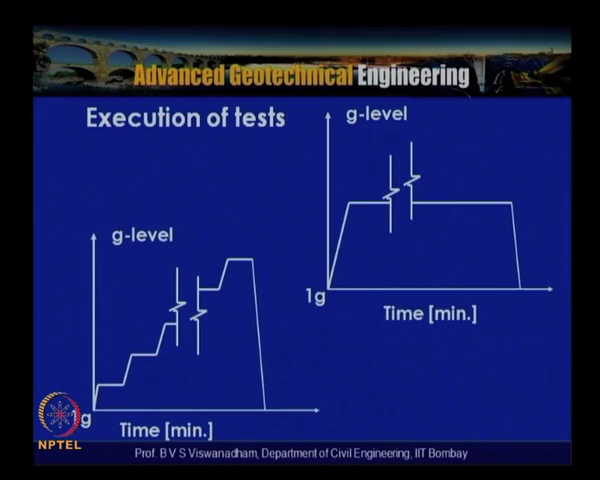 Advanced Geotechnical Engineering
Execution of tests
g-level
1g
Time [min.]
g-level
1g
Time [min.]
NPTEL
Prof. B V S Viswanadham, Department of Civil Engineering, IIT Bombay